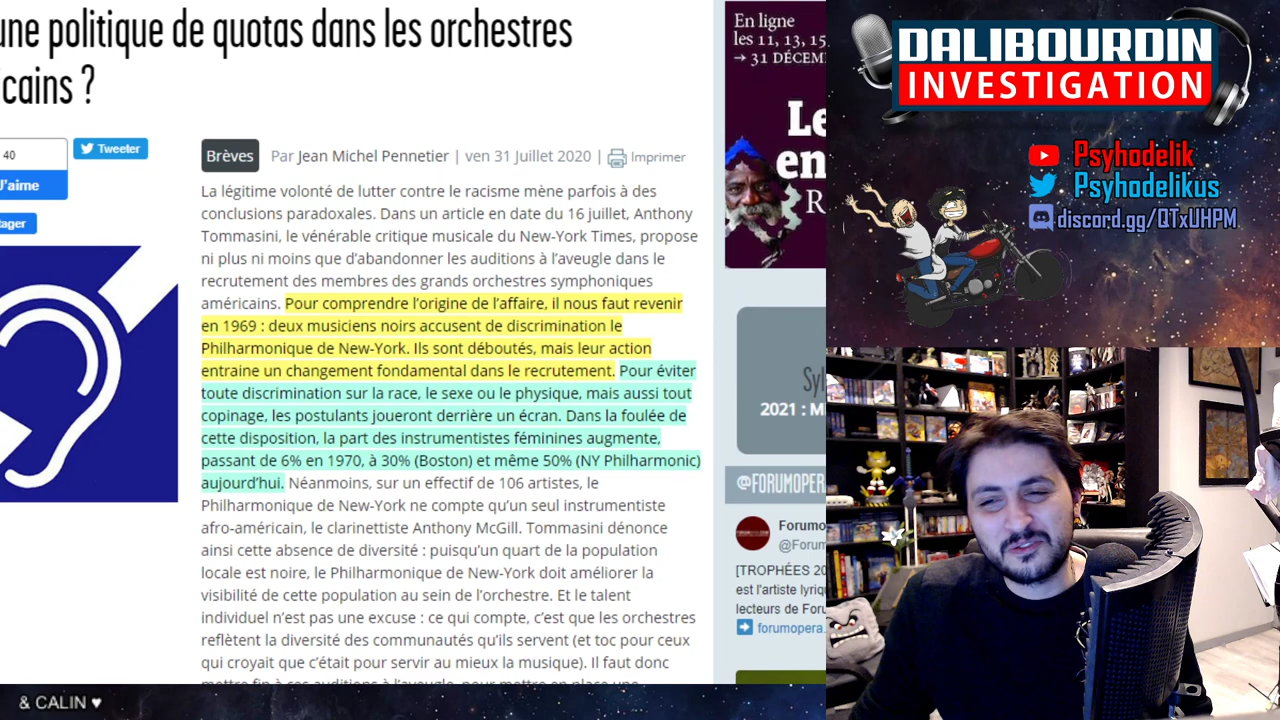 une politique de quotas dans les orchestres
cains ?
40
J'aime
Tweeter
tager
Brèves
Par Jean Michel Pennetier | ven 31 Juillet 2020 | Imprimer
La légitime volonté de lutter contre le racisme mène parfois à des
conclusions paradoxales. Dans un article en date du 16 juillet, Anthony
Tommasini, le vénérable critique musicale du New-York Times, propose
ni plus ni moins que d'abandonner les auditions à l'aveugle dans le
recrutement des membres des grands orchestres symphoniques
américains. Pour comprendre l'origine de l'affaire, il nous faut revenir
en 1969 : deux musiciens noirs accusent de discrimination le
Philharmonique de New-York. Ils sont déboutés, mais leur action
entraine un changement fondamental dans le recrutement. Pour éviter
toute discrimination sur la race, le sexe ou le physique, mais aussi tout
copinage, les postulants joueront derrière un écran. Dans la foulée de
cette disposition, la part des instrumentistes féminines augmente,
passant de 6% en 1970, à 30% (Boston) et même 50% (NY Philharmonic)
aujourd'hui. Néanmoins, sur un effectif de 106 artistes, le
Philharmonique de New-York ne compte qu'un seul instrumentiste
afro-américain, le clarinettiste Anthony McGill. Tommasini dénonce
ainsi cette absence de diversité : puisqu'un quart de la population
locale est noire, le Philharmonique de New-York doit améliorer la
visibilité de cette population au sein de l'orchestre. Et le talent
individuel n'est pas une excuse : ce qui compte, c'est que les orchestres
reflètent la diversité des communautés qu'ils servent (et toc pour ceux
qui croyait que c'était pour servir au mieux la musique). Il faut donc
mettre fin à ces auditions à l'aveugle, pour mettre en place une
En ligne
les 11, 13, 15
→ 31 DÉCEM
Le
en
R
Syl
2021 : M
@FORUMOPERA
Forumo
@Forum
[TROPHÉES 20
est l'artiste lyriq
lecteurs de Foru
forumopera.
DALIBOURDIN
INVESTIGATION
Psyhodelik
Psyhodelikus
discord.gg/QTxUHPM
& CALIN ♥